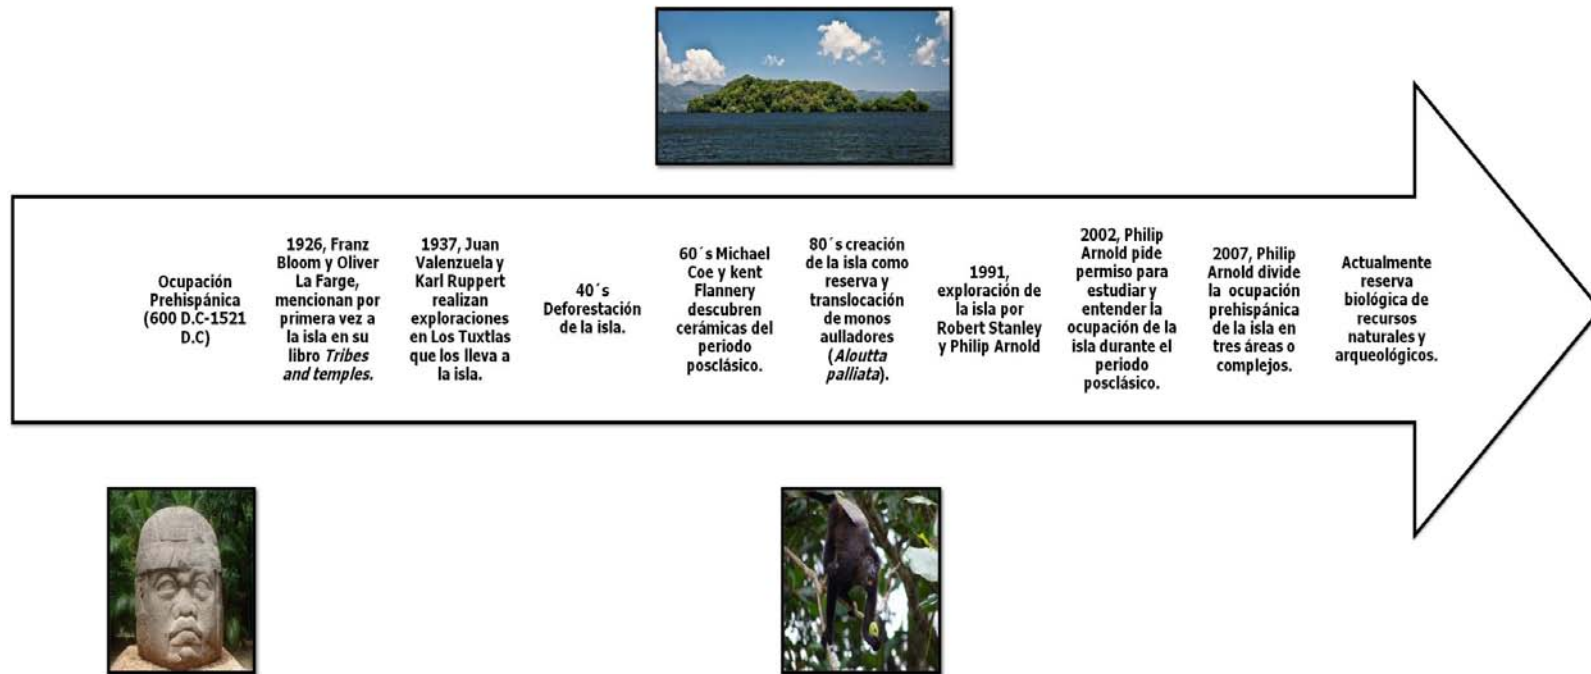 Ocupación
Prehispánica
(600 D.C-1521
D.C)
1926, Franz
Bloom y Oliver
La Farge,
mencionan por
primera vez a
la isla en su
libro Tribes
and temples.
1937, Juan
Valenzuela y
Karl Ruppert
realizan
exploraciones
en Los Tuxtlas
que los lleva a
la isla.
40´s
Deforestación
de la isla.
60´s Michael
Coe y kent
Flannery
descubren
cerámicas del
periodo
posclásico.
80´s creación
de la isla como
reserva y
translocación
de monos
aulladores
(Aloutta
palliata).
1991,
exploración de
la isla por
Robert Stanley
y Philip Arnold
2002, Philip
Arnold pide
permiso para
estudiar y
entender la
ocupación de la
isla durante el
periodo
posclásico.
2007, Philip
Arnold divide
la ocupación
prehispánica
de la isla en
tres áreas o
complejos.
Actualmente
reserva
biológica de
recursos
naturales y
arqueológicos.